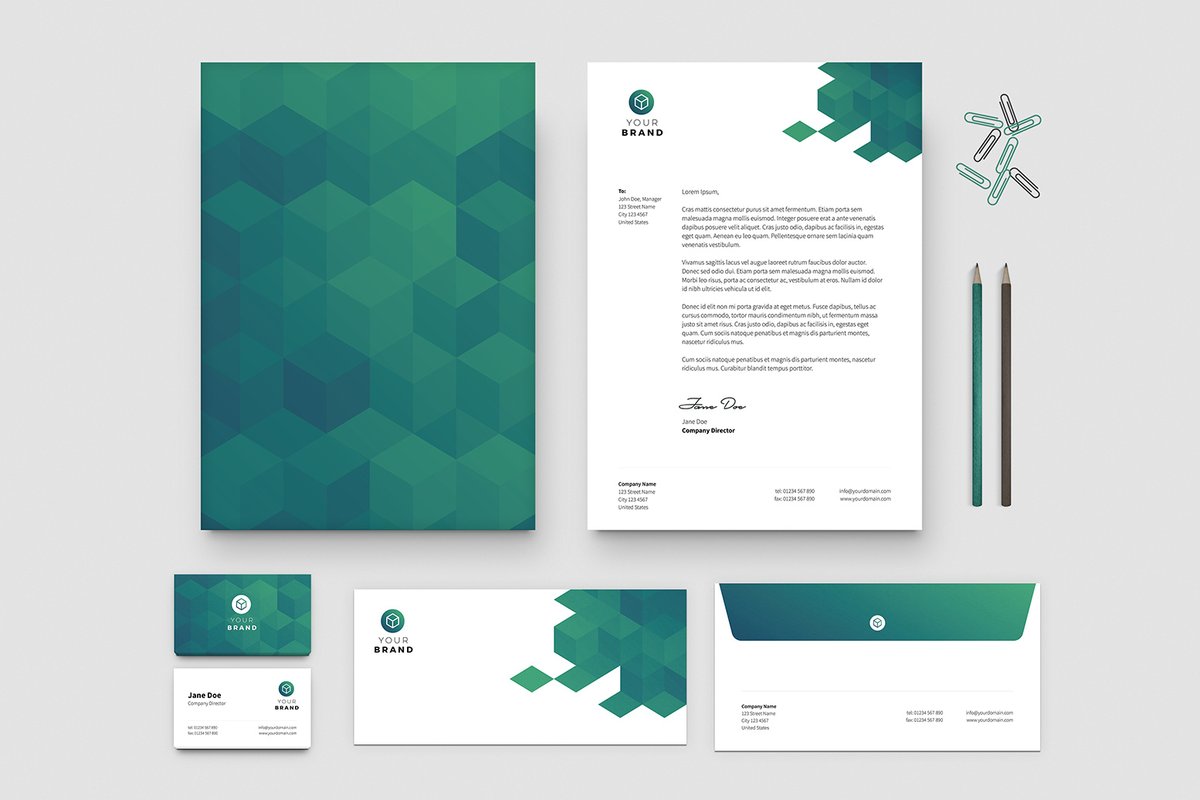 YOUR
BRAND
To:
John Doe, Manager
123 Street Name
City 123 4567
United States
Lorem Ipsum,
Cras mattis consectetur purus sit amet fermentum. Etiam porta sem
malesuada magna mollis euismod. Integer posuere erat a ante venenatis
dapibus posuere velit aliquet. Cras justo odio, dapibus ac facilisis in, egestas
eget quam. Aenean eu leo quam. Pellentesque ornare sem lacinia quam
venenatis vestibulum.
Vivamus sagittis lacus vel augue laoreet rutrum faucibus dolor auctor.
Donec sed odio dui. Etiam porta sem malesuada magna mollis euismod.
Morbi leo risus, porta ac consectetur ac, vestibulum at eros. Nullam id dolor
id nibh ultricies vehicula ut id elit.
Donec id elit non mi porta gravida at eget metus. Fusce dapibus, tellus ac
cursus commodo, tortor mauris condimentum nibh, ut fermentum massa
justo sit amet risus. Cras justo odio, dapibus ac facilisis in, egestas eget
quam. Cum sociis natoque penatibus et magnis dis parturient montes,
nascetur ridiculus mus.
Cum sociis natoque penatibus et magnis dis parturient montes, nascetur
ridiculus mus. Curabitur blandit tempus porttitor.
Jane Doe
Jane Doe
Company Director
Company Name
123 Street Name
City 123 4567
United States
tel: 01234 567 890
fax: 01234 567 890
info@yourdomain.com
www.yourdomain.com
YOUR
BRAND
Jane Doe
Company Director
YOUR
BRAND
tel: 01234 567 890
fax: 01234 567 890
info@yourdomain.com
www.yourdomain.com
YOUR
BRAND
Company Name
123 Street Name
City 123 4567
United States
tel: 01234 567 890
fax: 01234 567 890
info@yourdomain.com
www.yourdomain.com